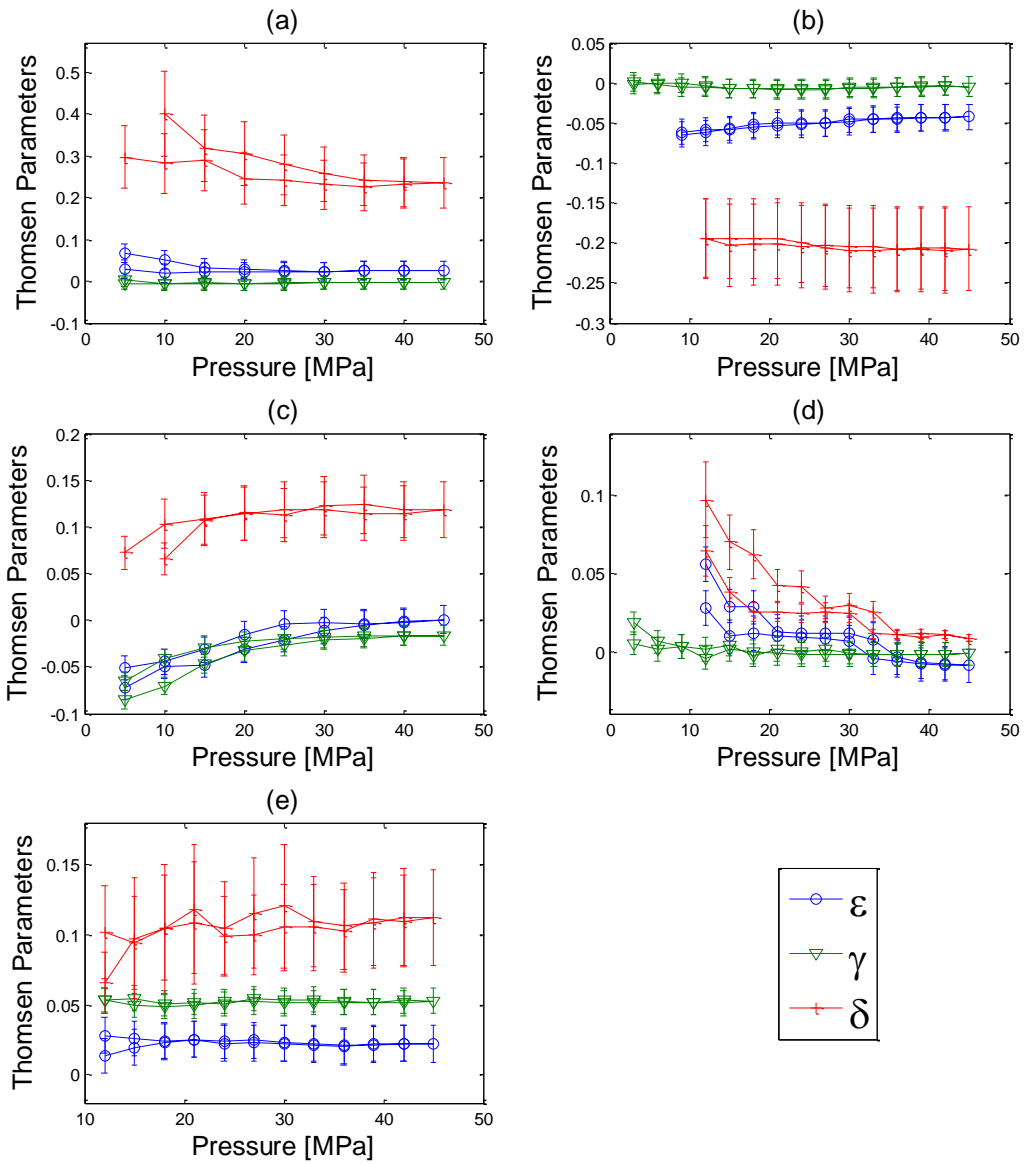 (a)
Thomsen Parameters
0.5
0.4
0.3
0.2
0.1
0
-0.1
0 10 20 30 40 50
Pressure [MPa]
(b)
Thomsen Parameters
0.05
0
-0.05
-0.1
-0.15
-0.2
-0.25
-0.3
0 10 20 30 40 50
Pressure [MPa]
(c)
Thomsen Parameters
0.2
0.15
0.1
0.05
0
-0.05
-0.1
0 10 20 30 40 50
Pressure [MPa]
(d)
Thomsen Parameters
0.1
0.05
0
0 10 20 30 40 50
Pressure [MPa]
(e)
Thomsen Parameters
0.15
0.1
0.05
0
10 20 30 40 50
Pressure [MPa]
ε
γ
δ